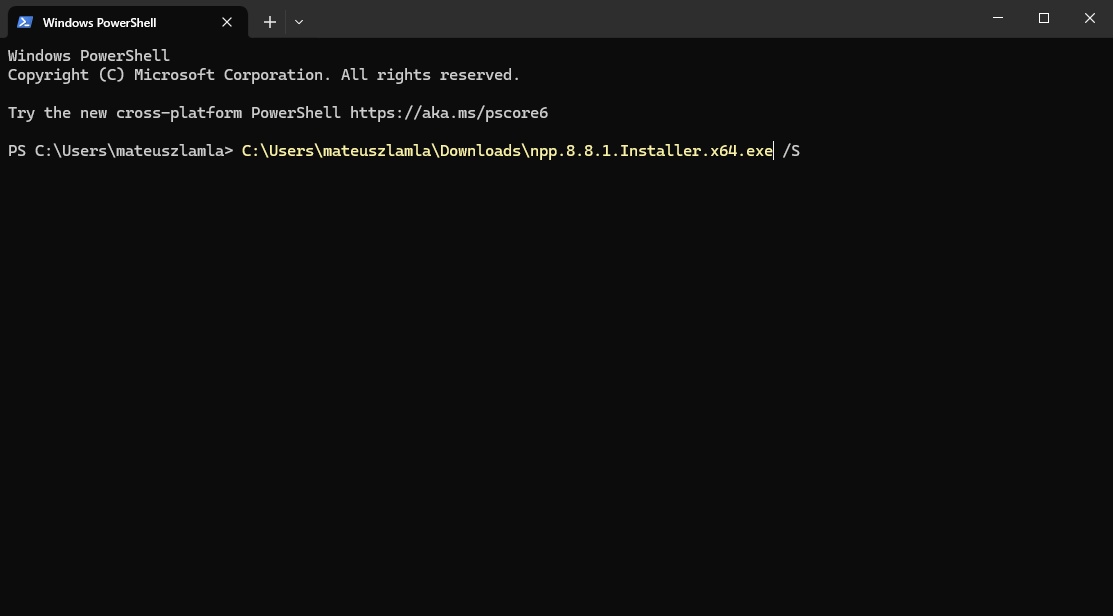 Windows PowerShell
Windows PowerShell
Copyright (C) Microsoft Corporation. All rights reserved.
Try the new cross-platform PowerShell https://aka.ms/pscore6
PS C:\Users\mateuszlamla> C:\Users\mateuszlamla\Downloads\npp.8.8.1.Installer.x64.exe /S